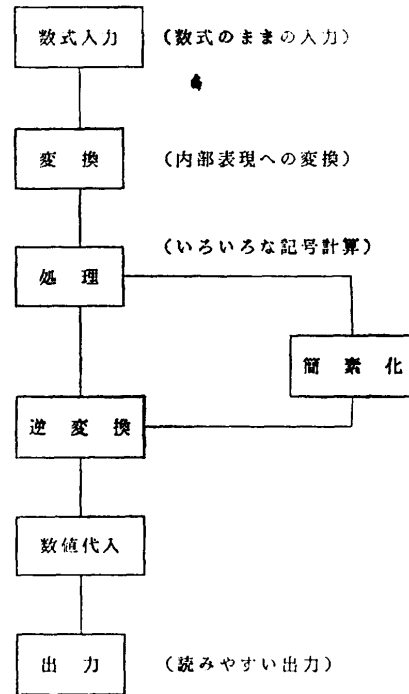 数式入力 (数式のままの入力)
変換 (内部表現への変換)
(いろいろな記号計算)
処理
簡素化
逆変換
数値代入
出力 (読みやすい出力)